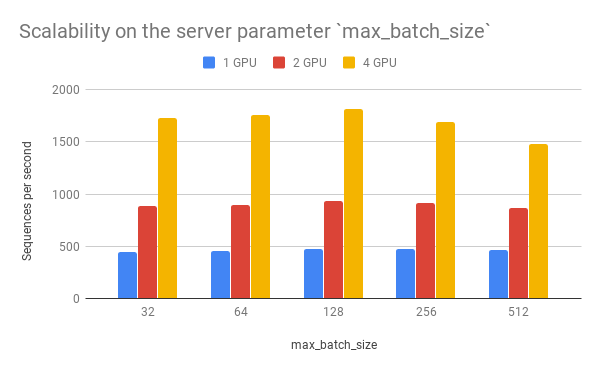 Scalability on the server parameter `max_batch_size`
1 GPU 2 GPU 4 GPU
2000
1500
1000
500
0
Sequences per second
32 64 128 256 512
max_batch_size